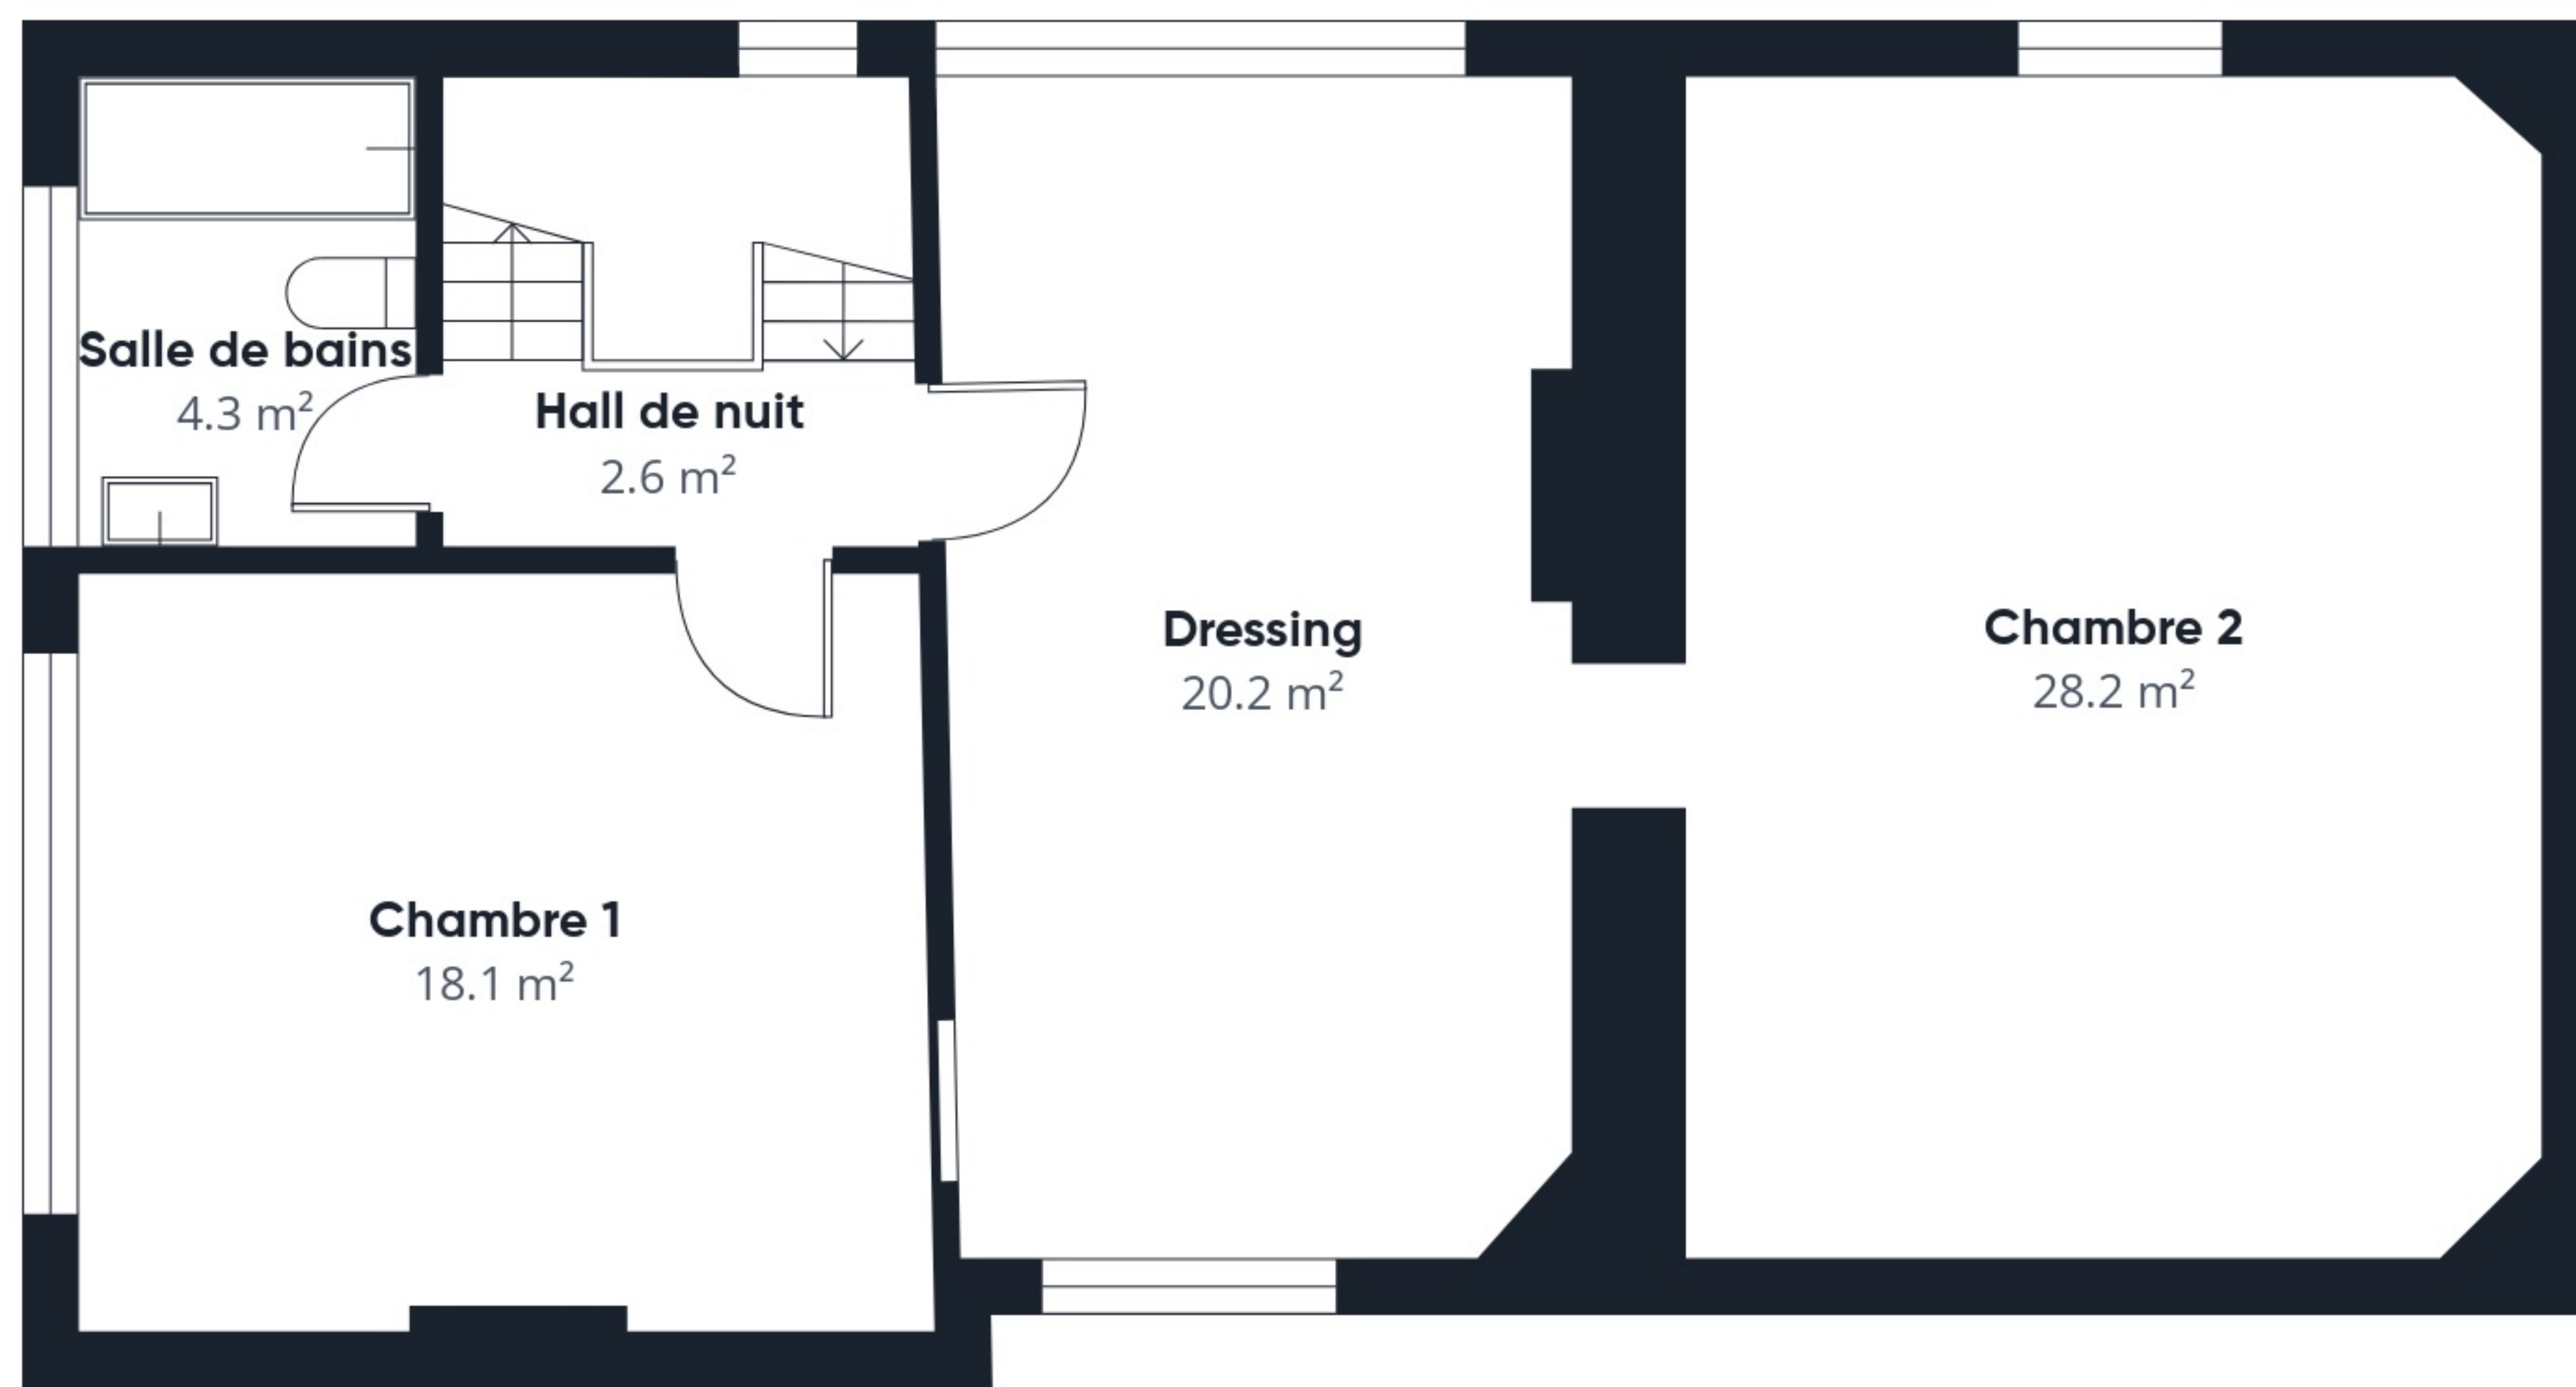 Salle de bains
4.3 m²
Hall de nuit
2.6 m²
Dressing
20.2 m²
Chambre 2
28.2 m²
Chambre 1
18.1 m²